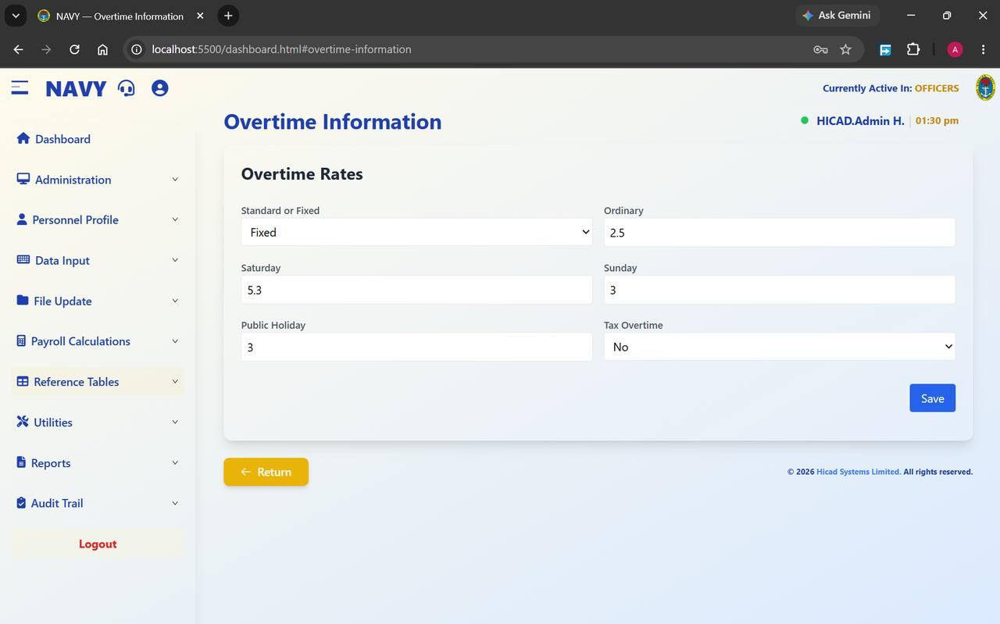 NAVY — Overtime Information
Ask Gemini
localhost:5500/dashboard.html#overtime-information
A
NAVY
Currently Active In: OFFICERS
Overtime Information
HICAD.Admin H. | 01:30 pm
Dashboard
Administration
Personnel Profile
Data Input
File Update
Payroll Calculations
Reference Tables
Utilities
Reports
Audit Trail
Logout
Overtime Rates
Standard or Fixed
Fixed
Ordinary
2.5
Saturday
5.3
Sunday
3
Public Holiday
3
Tax Overtime
No
Save
Return
© 2026 Hicad Systems Limited. All rights reserved.